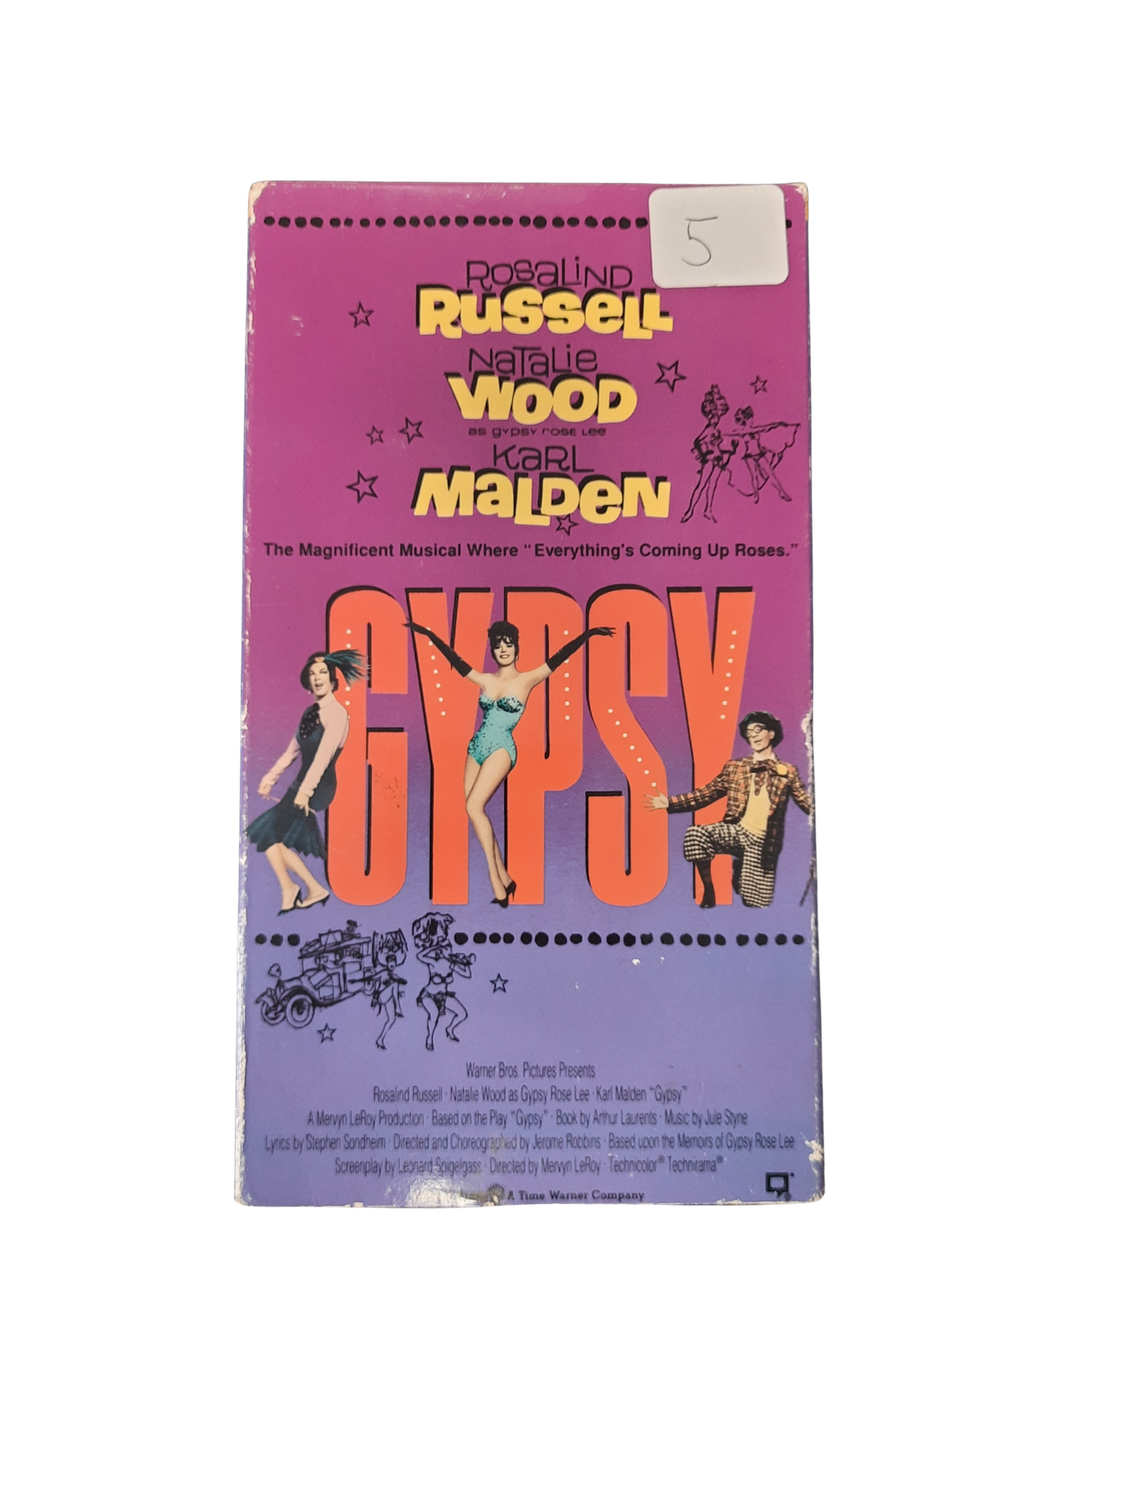 5
Rosalind
Russell
Natalie
Wood
as gypsy rose lee
Karl
Malden
The Magnificent Musical Where "Everything's Coming Up Roses."
GYPSY
Warner Bros. Pictures Presents
Rosalind Russell · Natalie Wood as Gypsy Rose Lee · Karl Malden "Gypsy"
A Mervyn LeRoy Production · Based on the Play "Gypsy" · Book by Arthur Laurents · Music by Jule Styne
Lyrics by Stephen Sondheim · Directed and Choreographed by Jerome Robbins · Based upon the Memoirs of Gypsy Rose Lee
Screenplay by Leonard Spigelgass · Directed by Mervyn LeRoy · Technicolor® Technirama®
A Time Warner Company